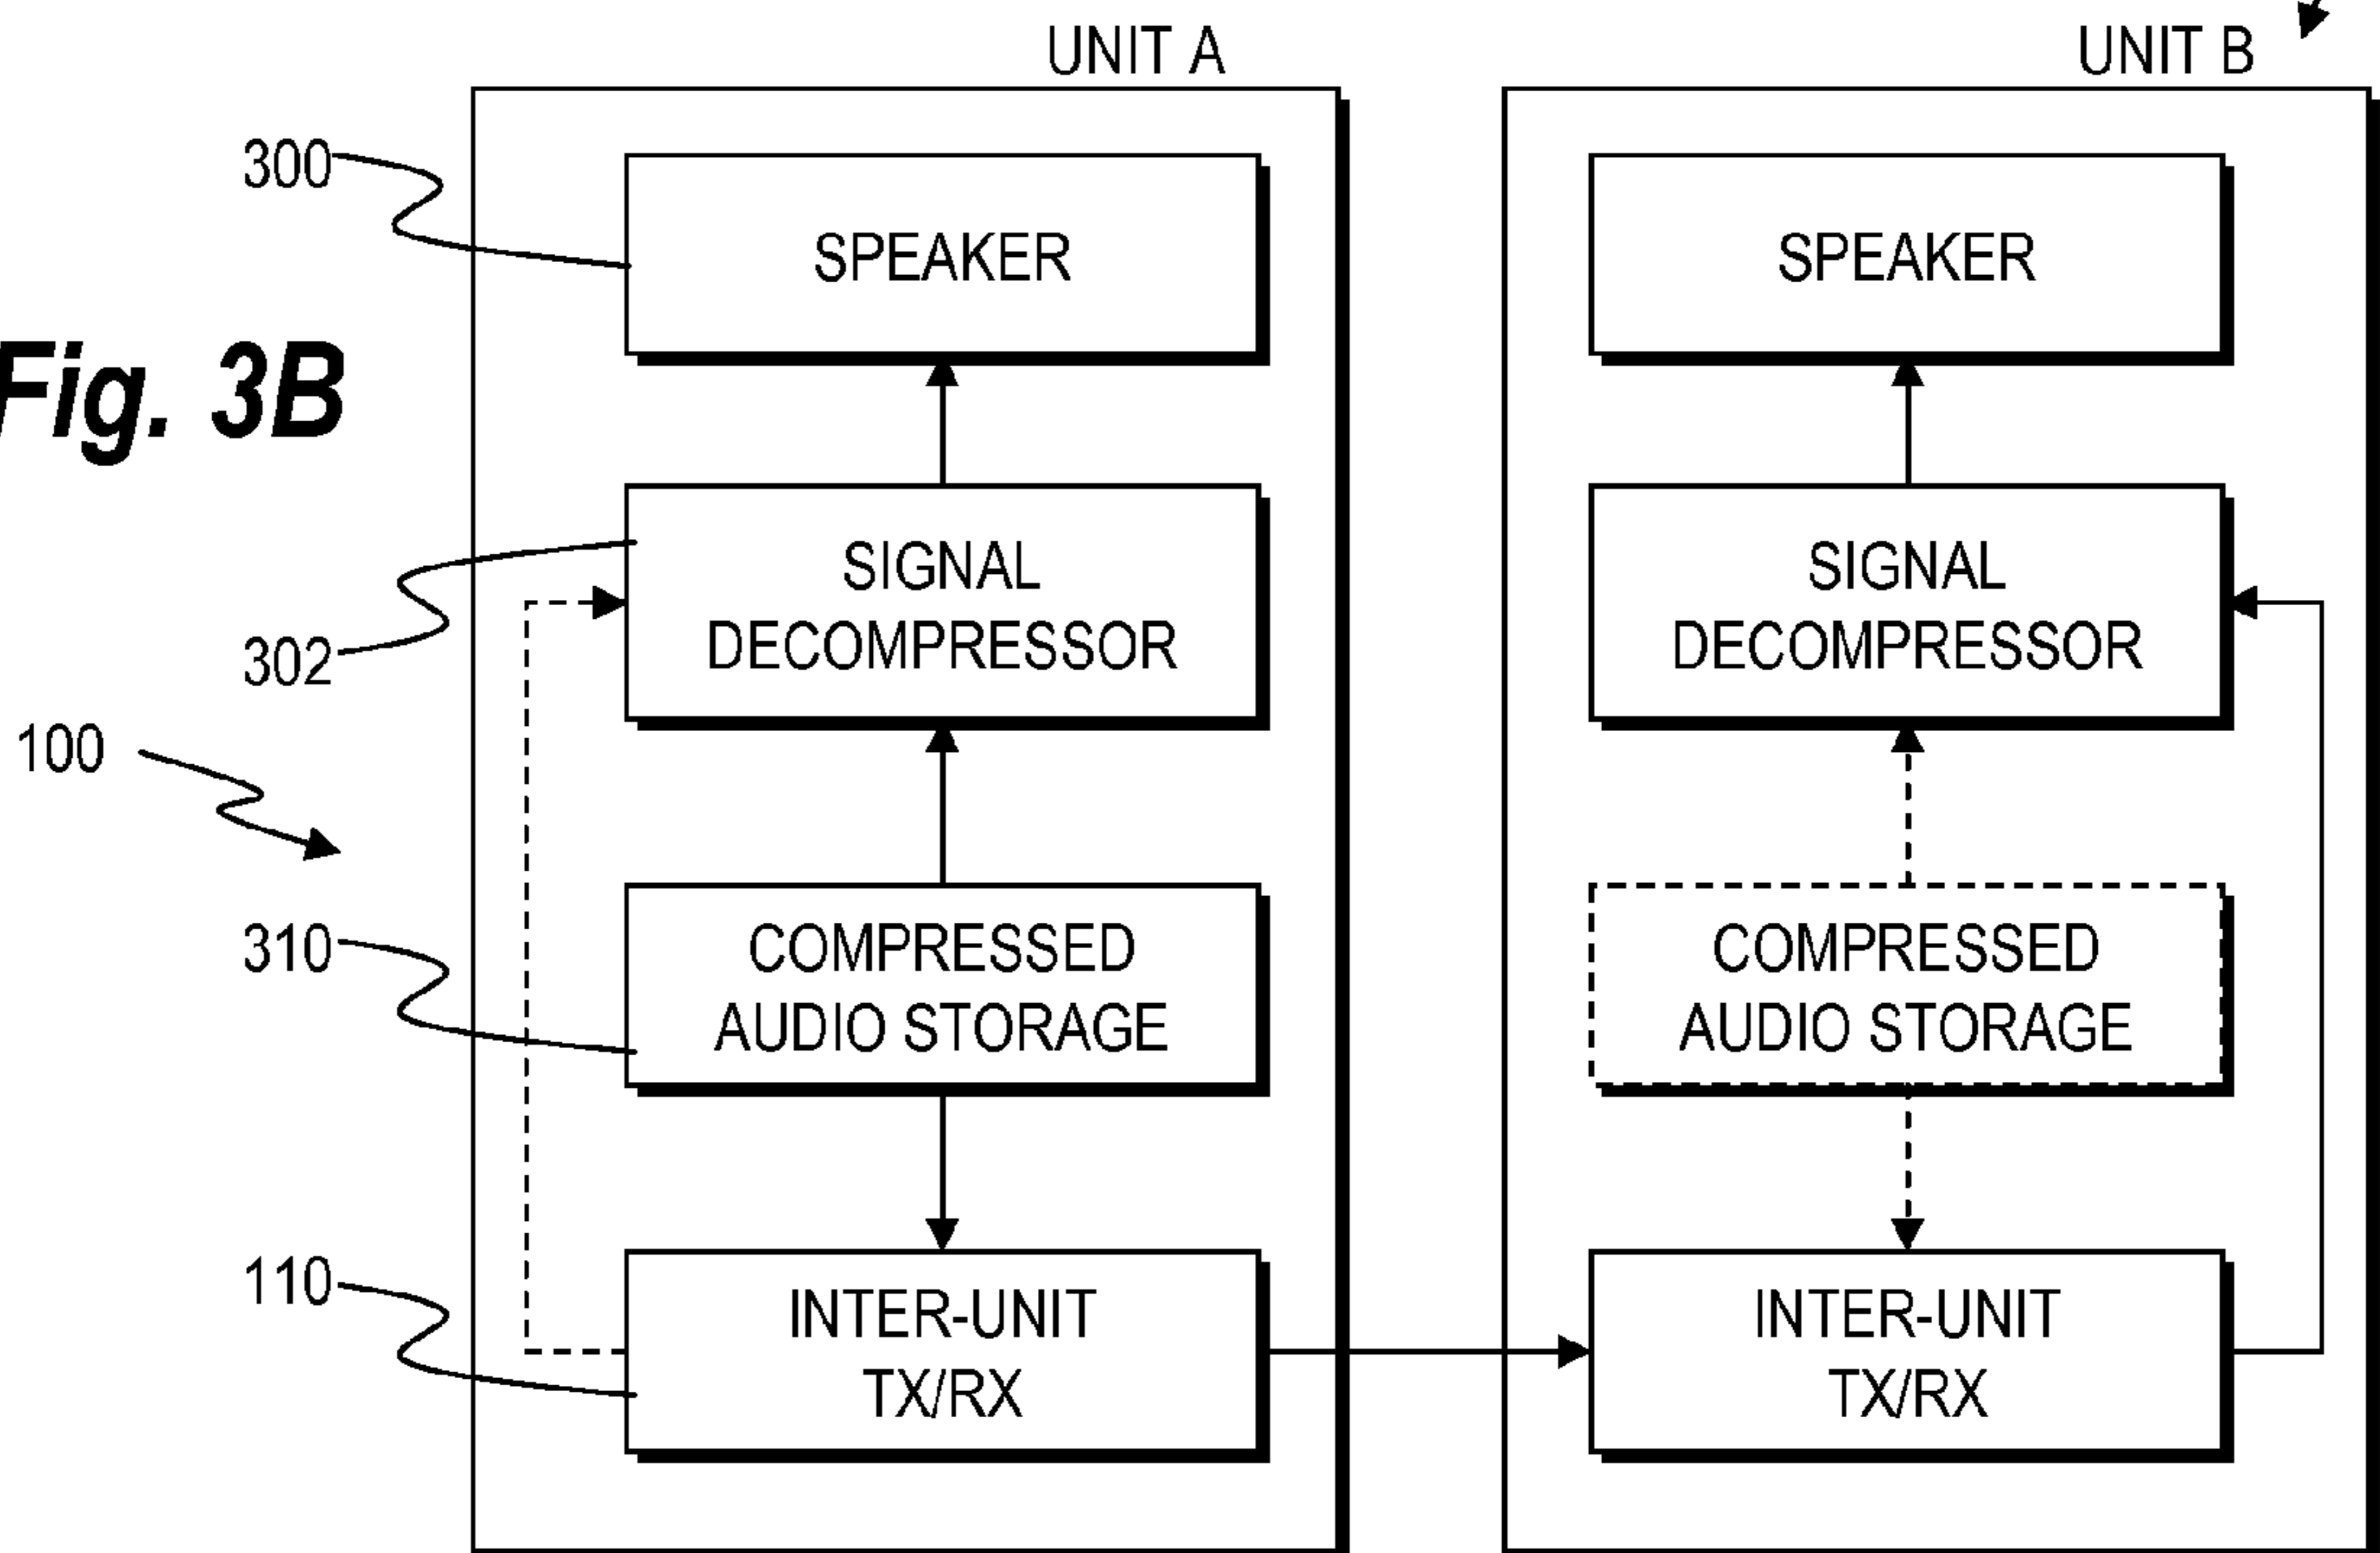 UNIT A
UNIT B
300
SPEAKER
SPEAKER
Fig. 3B
302
SIGNAL
DECOMPRESSOR
SIGNAL
DECOMPRESSOR
100
310
COMPRESSED
AUDIO STORAGE
COMPRESSED
AUDIO STORAGE
110
INTER-UNIT
TX/RX
INTER-UNIT
TX/RX